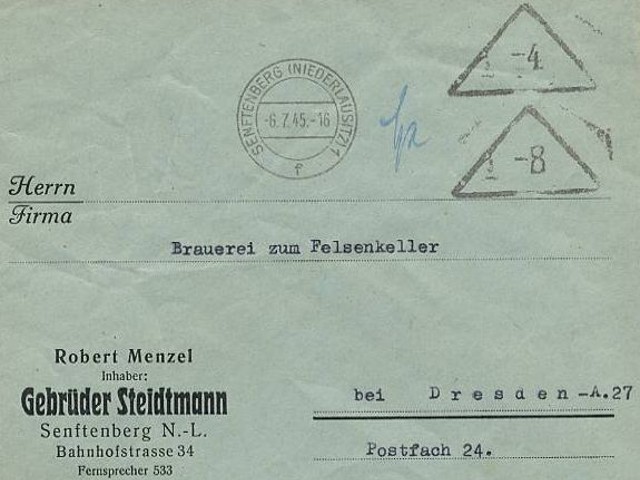 SENFTENBERG (NIEDERLAUSITZ) 1
-6.7.45.-16
f
-4
-8
Herrn
Firma
Brauerei zum Felsenkeller
Robert Menzel
Inhaber:
Gebrüder Steidtmann
Senftenberg N.-L.
Bahnhofstrasse 34
Fernsprecher 533
bei Dresden-A.27
Postfach 24.